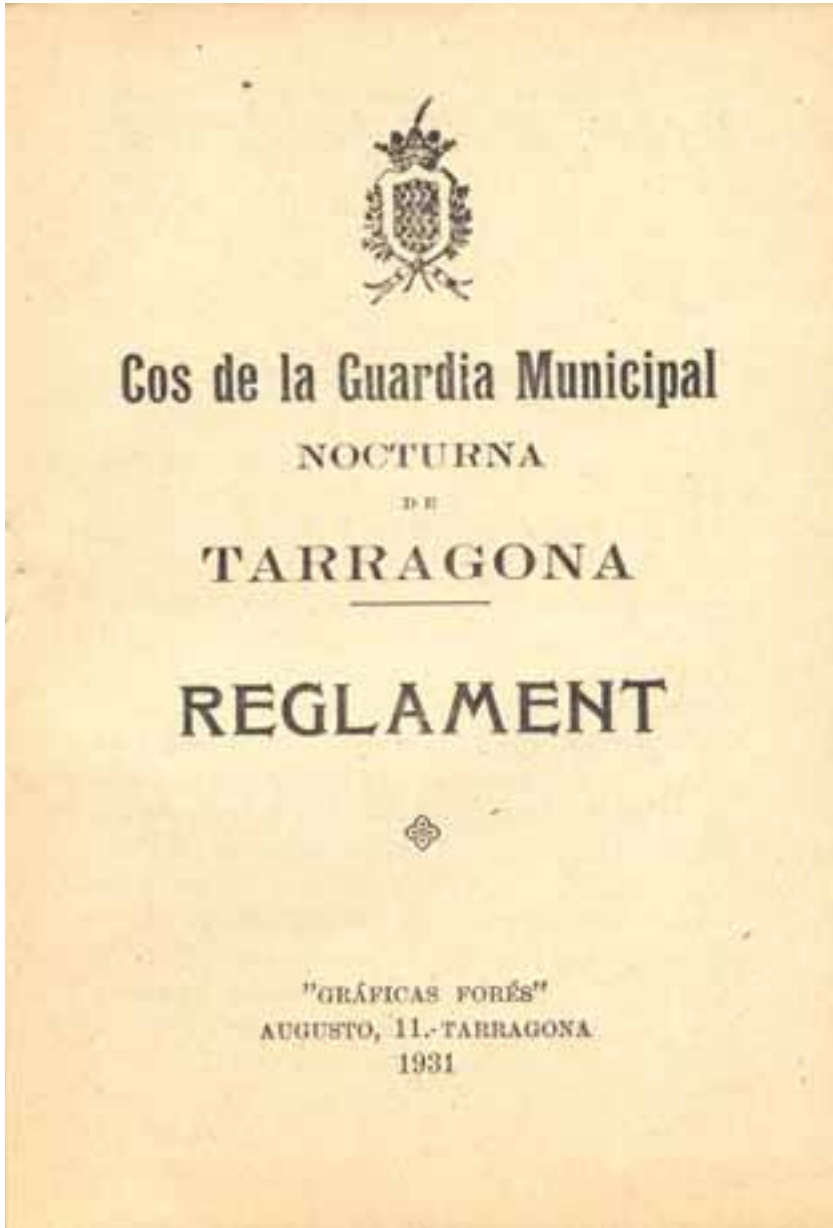 Cos de la Guardia Municipal
NOCTURNA
DE
TARRAGONA
REGLAMENT
"GRÁFICAS FORÉS"
AUGUSTO, 11.-TARRAGONA
1931